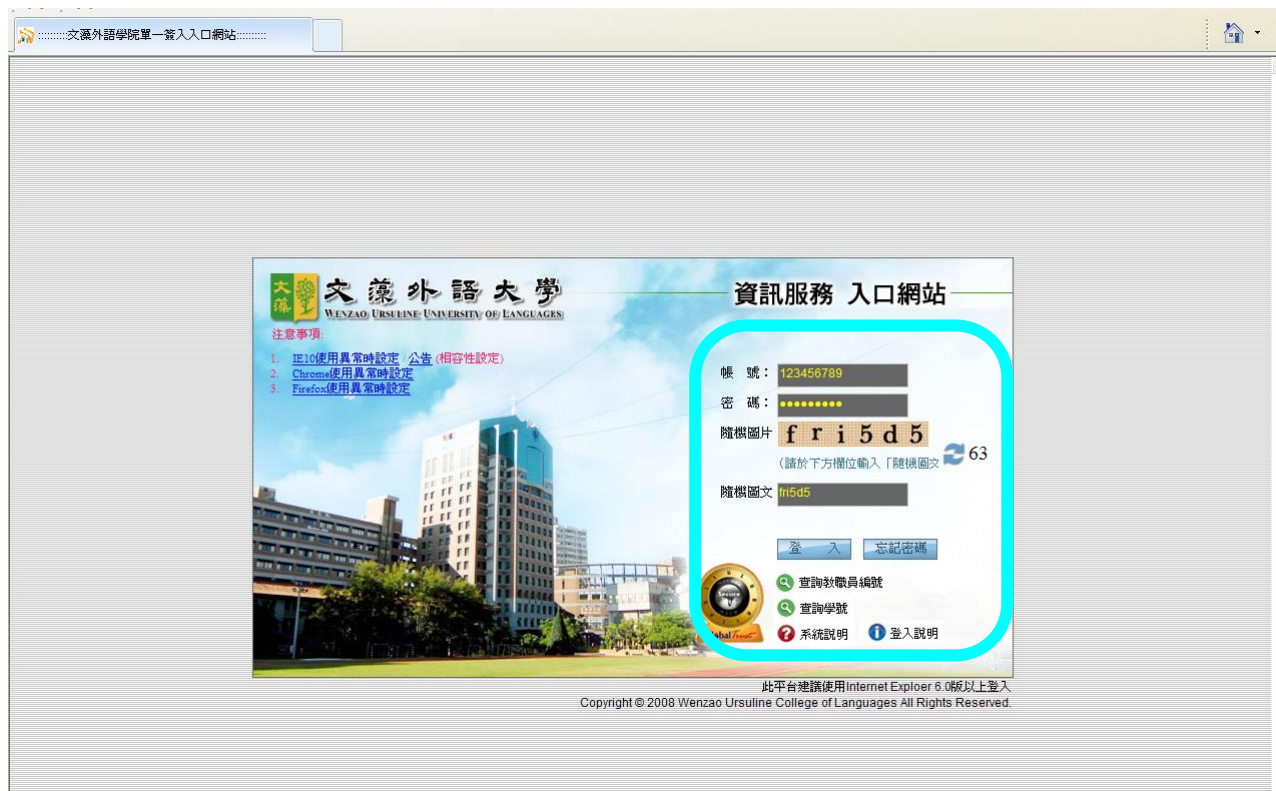 ::::::::::文藻外語學院單一簽入入口網站::::::::::
文藻 文藻外語大學
WENZAO URSULINE UNIVERSITY OF LANGUAGES
資訊服務 入口網站
注意事項:
1. IE10使用異常時設定 公告 (相容性設定)
2. Chrome使用異常時設定
3. Firefox使用異常時設定
帳 號： 123456789
密 碼： •••••••••
隨機圖片 fri5d5
(請於下方欄位輸入「隨機圖文 63
隨機圖文 fri5d5
登 入 忘記密碼
查詢教職員編號
查詢學號
系統說明 登入說明
Secure
GlobalTrust
此平台建議使用Internet Exploer 6.0版以上登入
Copyright © 2008 Wenzao Ursuline College of Languages All Rights Reserved.